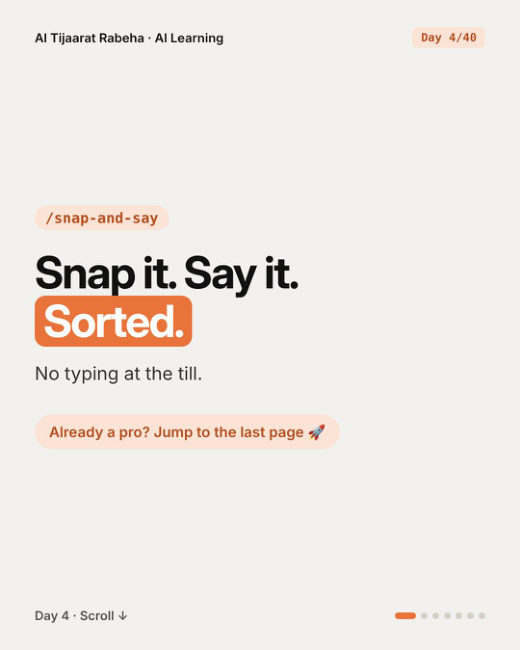 AI Tijaarat Rabeha · AI Learning
Day 4/40
/snap-and-say
Snap it. Say it.
Sorted.
No typing at the till.
Already a pro? Jump to the last page 🚀
Day 4 · Scroll ↓